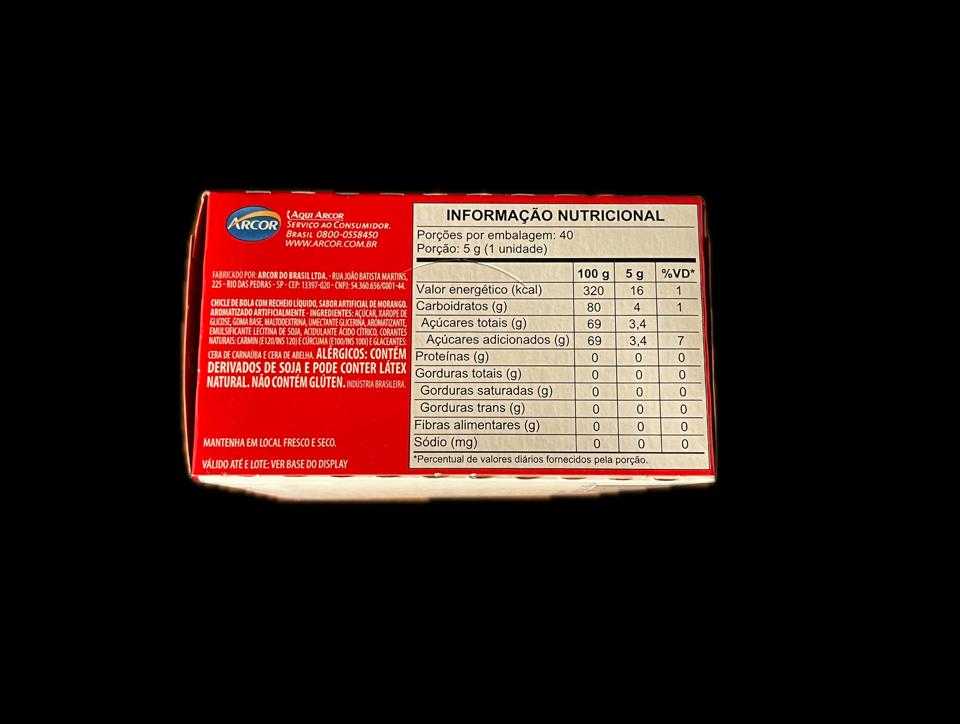 ARCOR
AQUI ARCOR
SERVIÇO AO CONSUMIDOR.
BRASIL 0800-0558450
WWW.ARCOR.COM.BR
FABRICADO POR: ARCOR DO BRASIL LTDA. - RUA JOÃO BATISTA MARTINS,
225 - RIO DAS PEDRAS - SP - CEP: 13397-020 - CNPJ: 54.360.656/0001-44.
CHICLE DE BOLA COM RECHEIO LÍQUIDO, SABOR ARTIFICIAL DE MORANGO.
AROMATIZADO ARTIFICIALMENTE - INGREDIENTES: AÇÚCAR, XAROPE DE
GLICOSE, GOMA BASE, MALTODEXTRINA, UMECTANTE GLICERINA, AROMATIZANTE,
EMULSIFICANTE LECITINA DE SOJA, ACIDULANTE ÁCIDO CÍTRICO, CORANTES
NATURAIS: CARMIN (E120/INS 120) E CÚRCUMA (E100/INS 100) E GLACEANTES:
CERA DE CARNAÚBA E CERA DE ABELHA. ALÉRGICOS: CONTÉM
DERIVADOS DE SOJA E PODE CONTER LÁTEX
NATURAL. NÃO CONTÉM GLÚTEN. INDÚSTRIA BRASILEIRA.
MANTENHA EM LOCAL FRESCO E SECO.
VÁLIDO ATÉ E LOTE: VER BASE DO DISPLAY
INFORMAÇÃO NUTRICIONAL
Porções por embalagem: 40
Porção: 5 g (1 unidade)
100 g 5 g %VD*
Valor energético (kcal) 320 16 1
Carboidratos (g) 80 4 1
Açúcares totais (g) 69 3,4
Açúcares adicionados (g) 69 3,4 7
Proteínas (g) 0 0 0
Gorduras totais (g) 0 0 0
Gorduras saturadas (g) 0 0 0
Gorduras trans (g) 0 0 0
Fibras alimentares (g) 0 0 0
Sódio (mg) 0 0 0
*Percentual de valores diários fornecidos pela porção.